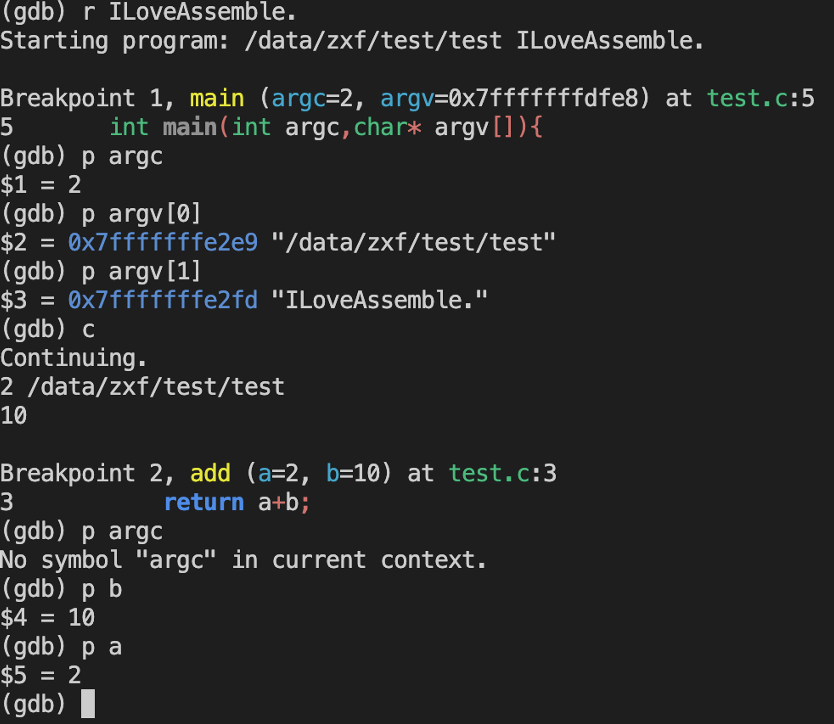 (gdb) r ILoveAssemble.
Starting program: /data/zxf/test/test ILoveAssemble.
Breakpoint 1, main (argc=2, argv=0x7fffffffdfe8) at test.c:5
5       int main(int argc,char* argv[]){
(gdb) p argc
$1 = 2
(gdb) p argv[0]
$2 = 0x7fffffffe2e9 "/data/zxf/test/test"
(gdb) p argv[1]
$3 = 0x7fffffffe2fd "ILoveAssemble."
(gdb) c
Continuing.
2 /data/zxf/test/test
10
Breakpoint 2, add (a=2, b=10) at test.c:3
3           return a+b;
(gdb) p argc
No symbol "argc" in current context.
(gdb) p b
$4 = 10
(gdb) p a
$5 = 2
(gdb)